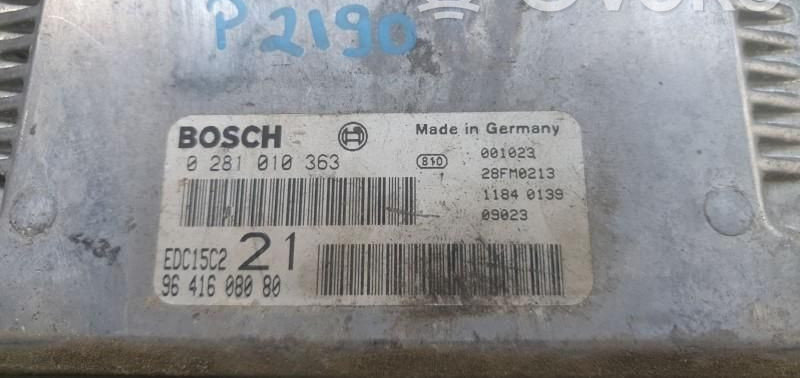 P2190
BOSCH
Made in Germany
0 281 010 363
810
001023
28FM0213
1184 0139
09023
EDC15C2 21
96 416 080 80